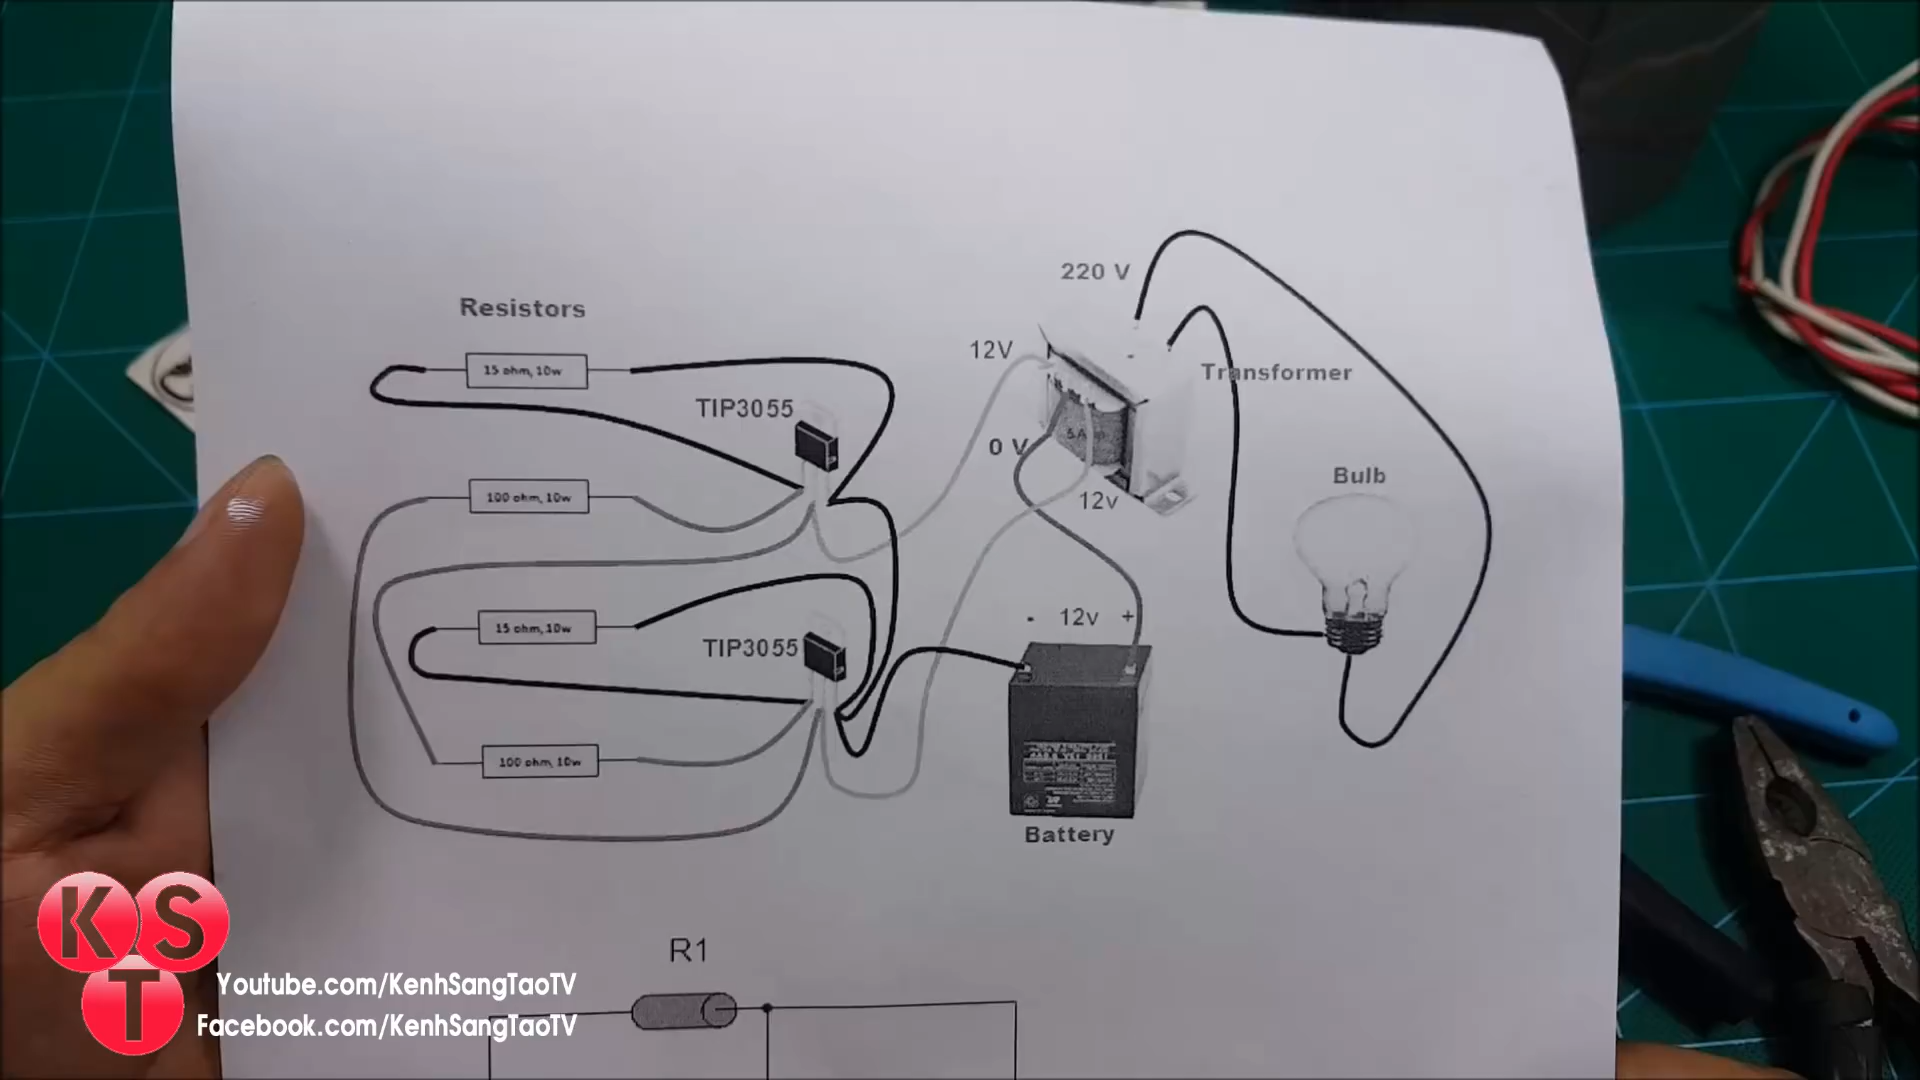 220 V
Resistors
12V
15 ohm, 10w
Transformer
TIP3055
0 V
Bulb
100 ohm, 10w
12v
- 12v +
15 ohm, 10w
TIP3055
100 ohm, 10w
Battery
R1
KST
Youtube.com/KenhSangTaoTV
Facebook.com/KenhSangTaoTV